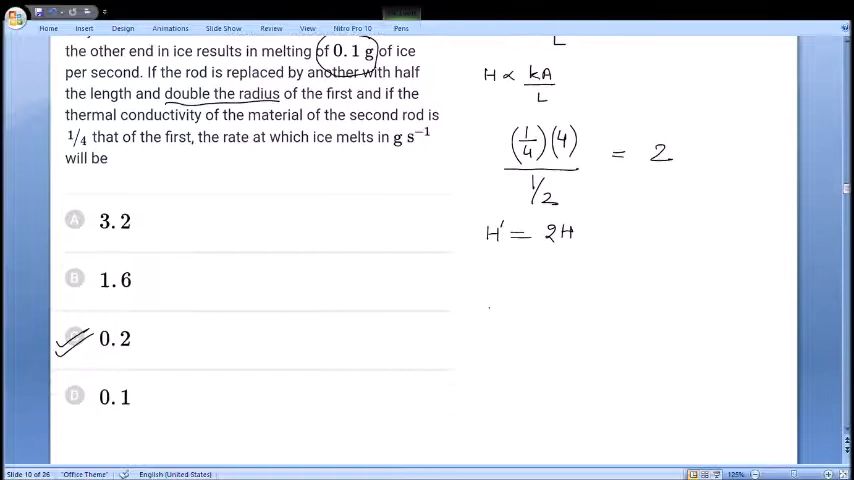 Home Insert Design Animations Slide Show Review View Nitro Pro 10 Pens
the other end in ice results in melting of 0.1 g of ice
per second. If the rod is replaced by another with half
the length and double the radius of the first and if the
thermal conductivity of the material of the second rod is
1/4 that of the first, the rate at which ice melts in g s⁻¹
will be
A 3.2
B 1.6
0.2
D 0.1
L
H ∝ kA
L
(1/4)(4)
= 2
1/2
H' = 2H
Slide 10 of 26 "Office Theme" English (United States) 125%